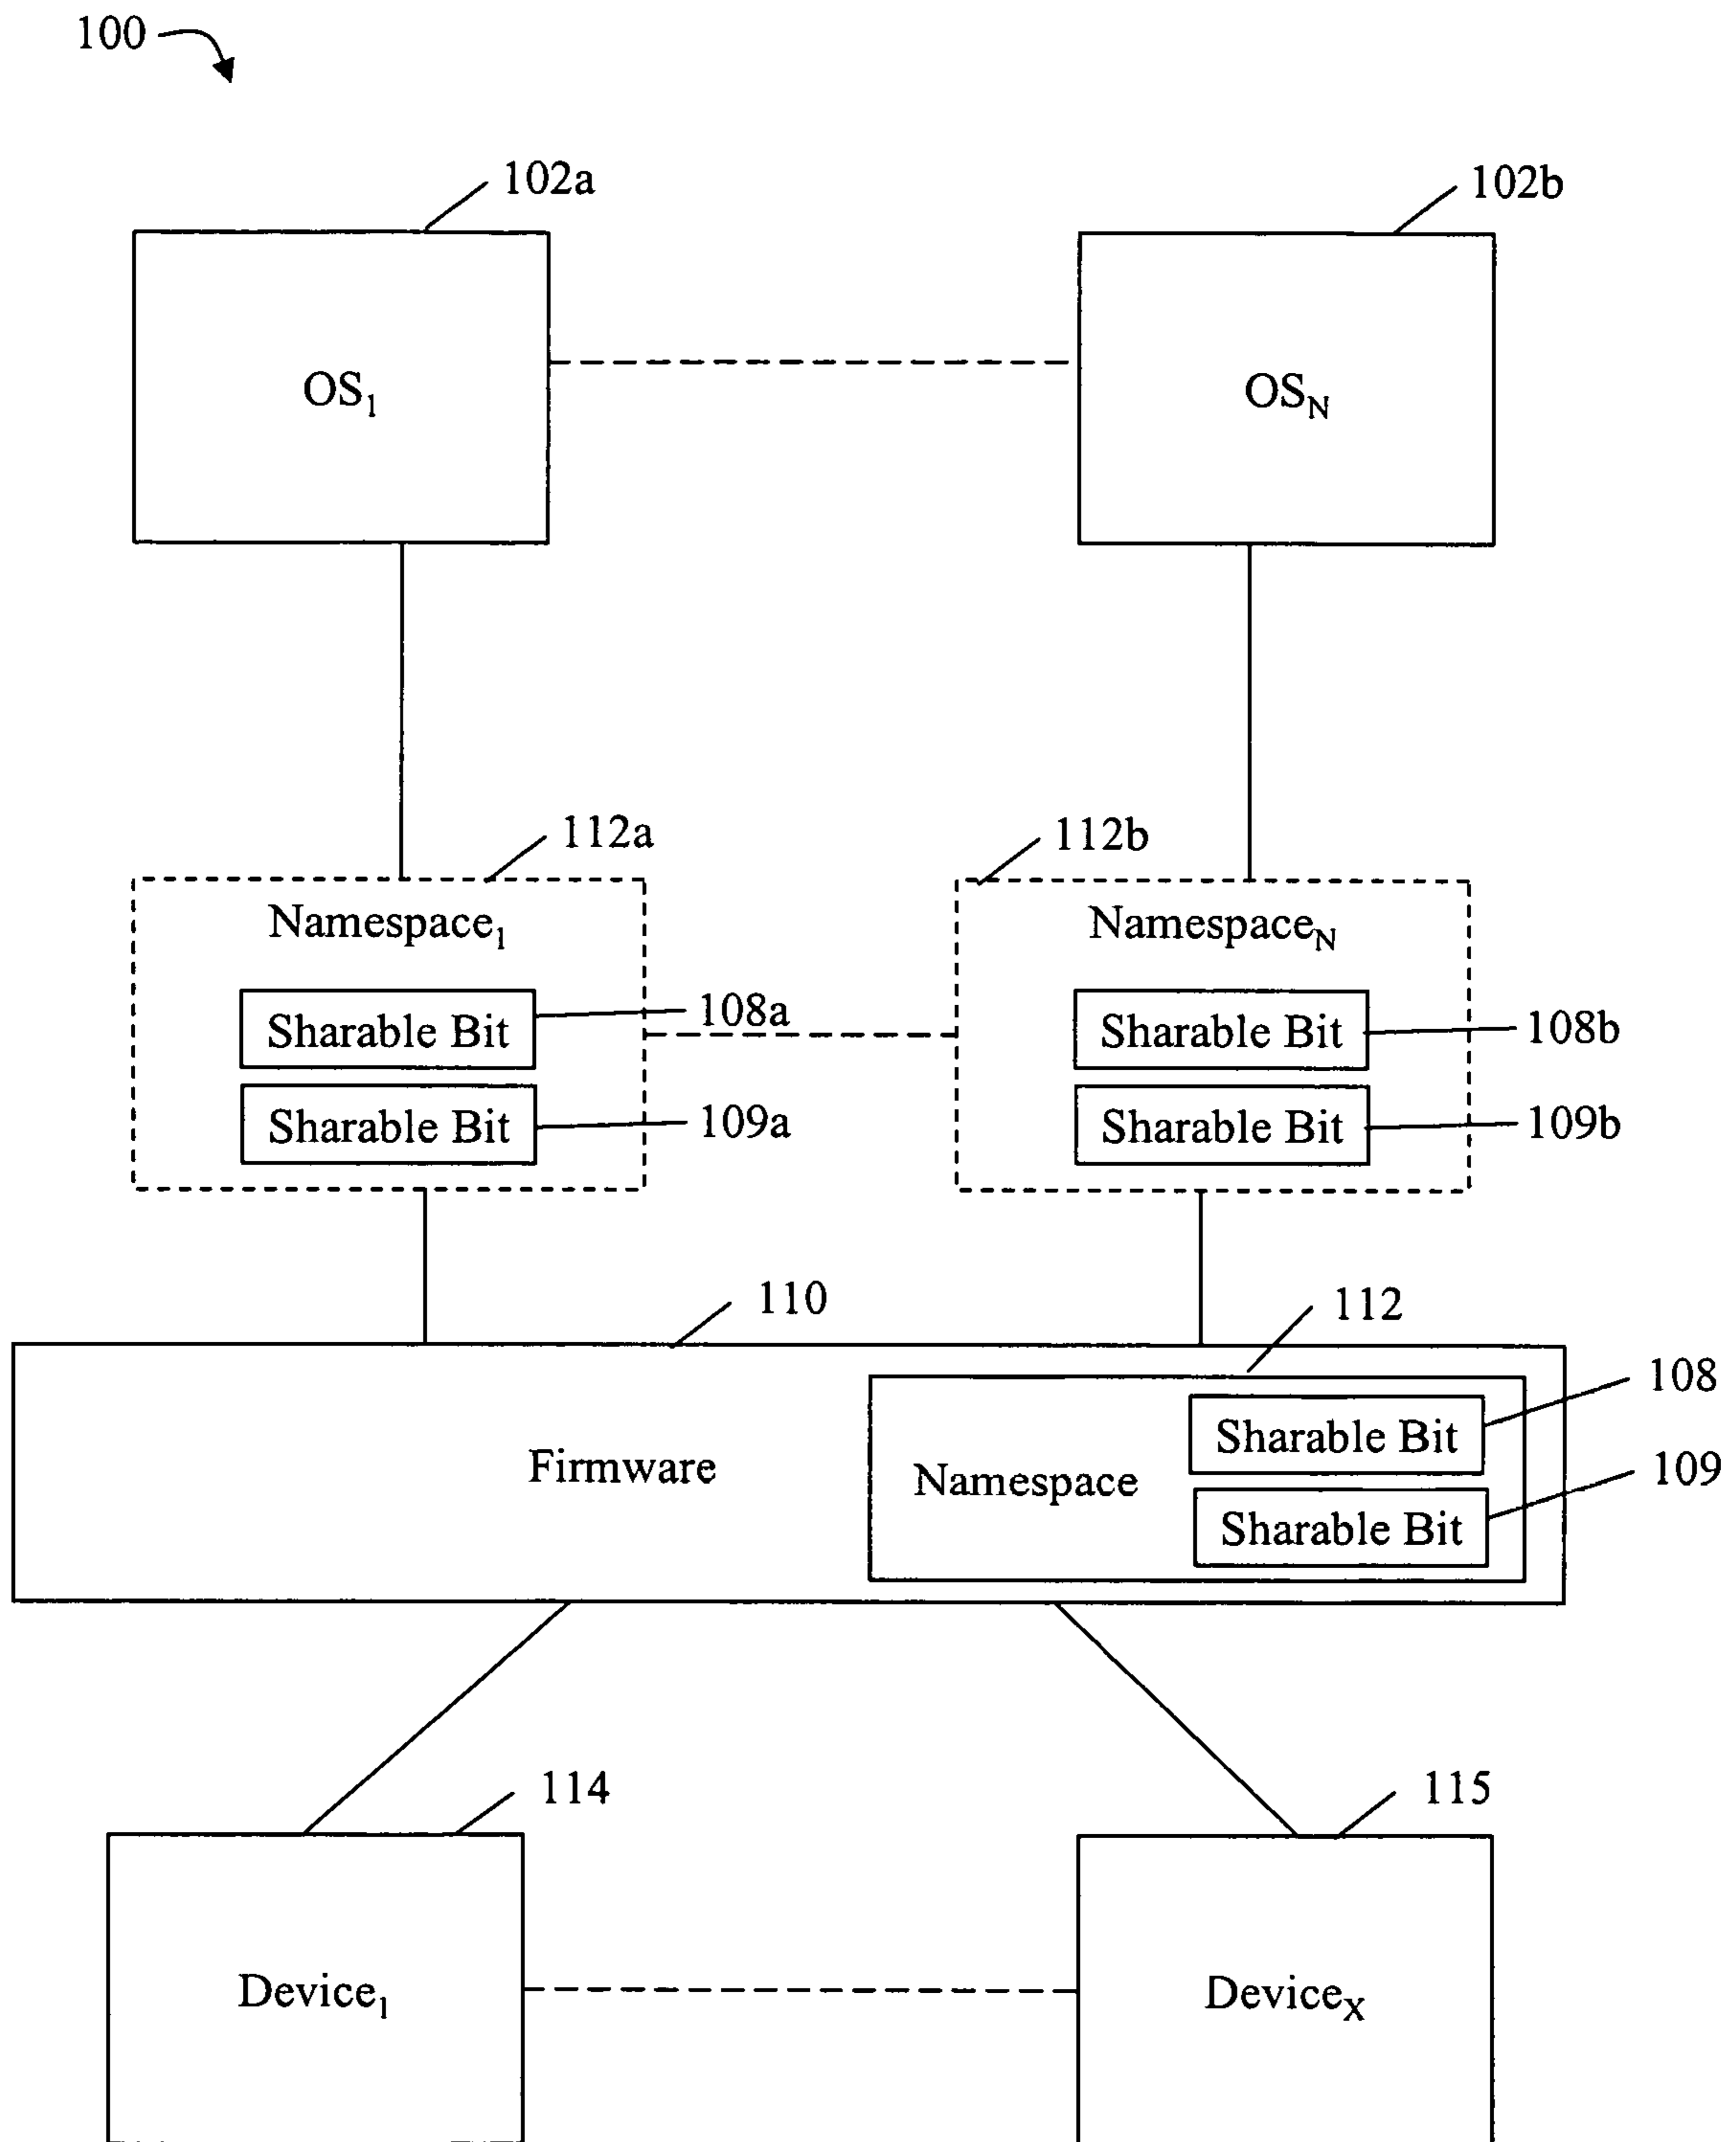 100
102a
102b
OS1
OSN
112a
112b
Namespace1
NamespaceN
Sharable Bit
108a
Sharable Bit
108b
Sharable Bit
109a
Sharable Bit
109b
110
112
108
Sharable Bit
Firmware
Namespace
109
Sharable Bit
114
115
Device1
DeviceX